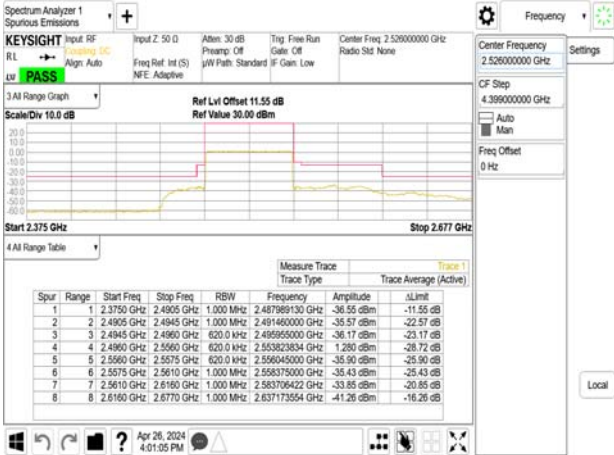 Spectrum Analyzer 1
Spurious Emissions
KEYSIGHT
RL
PASS
Input: RF
Coupling: DC
Align: Auto
Input Z: 50 Ω
Freq Ref: Int (S)
NFE: Adaptive
Atten: 30 dB
Preamp: Off
µW Path: Standard
Trig: Free Run
Gate: Off
IF Gain: Low
Center Freq: 2.526000000 GHz
Radio Std: None
3 All Range Graph
Scale/Div 10.0 dB
Ref Lvl Offset 11.55 dB
Ref Value 30.00 dBm
20.0
10.0
0.00
-10.0
-20.0
-30.0
-40.0
-50.0
-60.0
Start 2.375 GHz
Stop 2.677 GHz
4 All Range Table
Measure Trace Trace 1
Trace Type Trace Average (Active)
Spur Range Start Freq Stop Freq RBW Frequency Amplitude ΔLimit
1 1 2.3750 GHz 2.4905 GHz 1.000 MHz 2.487989130 GHz -36.55 dBm -11.55 dB
2 2 2.4905 GHz 2.4945 GHz 1.000 MHz 2.491460000 GHz -35.57 dBm -22.57 dB
3 3 2.4945 GHz 2.4960 GHz 620.0 kHz 2.495955000 GHz -36.17 dBm -23.17 dB
4 4 2.4960 GHz 2.5560 GHz 620.0 kHz 2.553823834 GHz 1.280 dBm -28.72 dB
5 5 2.5560 GHz 2.5575 GHz 620.0 kHz 2.556045000 GHz -35.90 dBm -25.90 dB
6 6 2.5575 GHz 2.5610 GHz 1.000 MHz 2.558375000 GHz -35.43 dBm -25.43 dB
7 7 2.5610 GHz 2.6160 GHz 1.000 MHz 2.583706422 GHz -33.85 dBm -20.85 dB
8 8 2.6160 GHz 2.6770 GHz 1.000 MHz 2.637173554 GHz -41.26 dBm -16.26 dB
Apr 26, 2024
4:01:05 PM
Frequency
Center Frequency
2.526000000 GHz
Settings
CF Step
4.399000000 GHz
Auto
Man
Freq Offset
0 Hz
Local